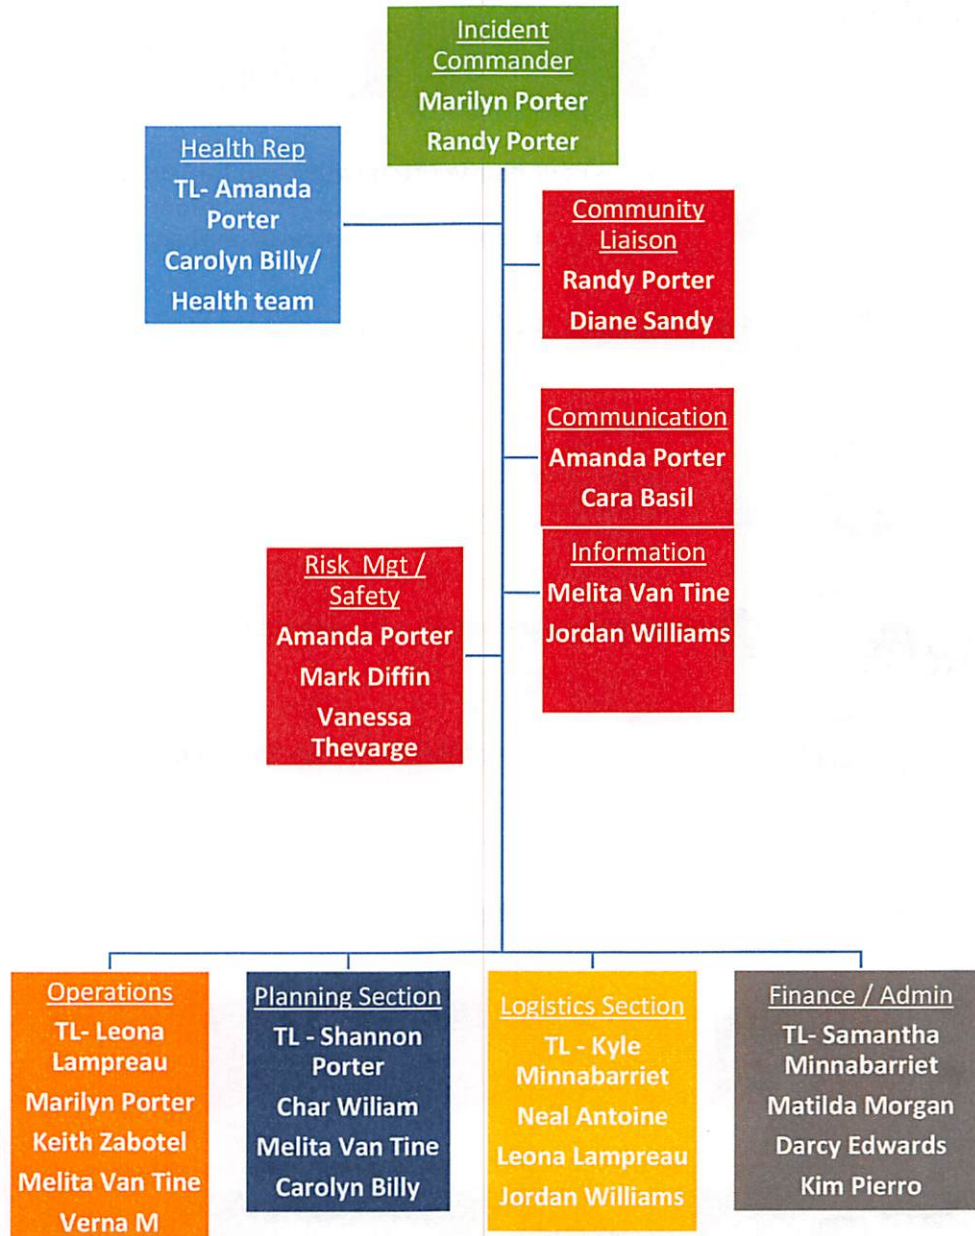 Incident
Commander
Marilyn Porter
Randy Porter
Health Rep
TL- Amanda
Porter
Carolyn Billy/
Health team
Community
Liaison
Randy Porter
Diane Sandy
Communication
Amanda Porter
Cara Basil
Information
Melita Van Tine
Jordan Williams
Risk Mgt /
Safety
Amanda Porter
Mark Diffin
Vanessa
Thevarge
Operations
TL- Leona
Lampreau
Marilyn Porter
Keith Zabotel
Melita Van Tine
Verna M
Planning Section
TL - Shannon
Porter
Char Wiliam
Melita Van Tine
Carolyn Billy
Logistics Section
TL - Kyle
Minnabarriet
Neal Antoine
Leona Lampreau
Jordan Williams
Finance / Admin
TL- Samantha
Minnabarriet
Matilda Morgan
Darcy Edwards
Kim Pierro